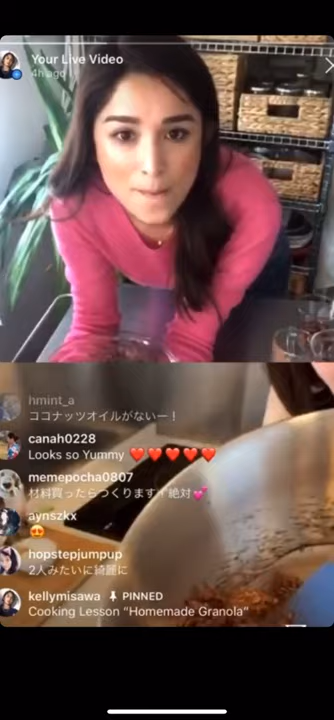 Your Live Video
4h ago
hmint_a
ココナッツオイルがないー！
canah0228
Looks so Yummy ❤️❤️❤️❤️❤️
memepocha0807
材料買ったらつくります！絶対💕
aynszkx
😍
hopstepjumpup
2人みたいに綺麗に
kellymisawa 📌 PINNED
Cooking Lesson “Homemade Granola”